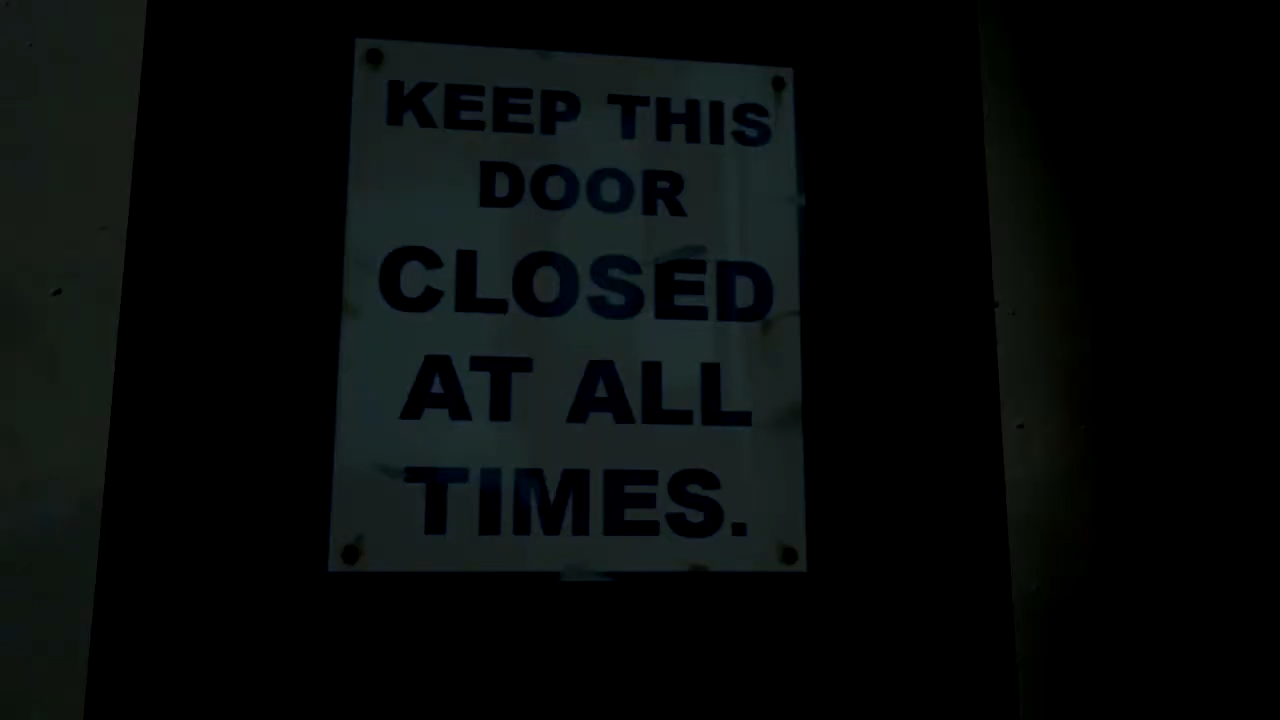 KEEP THIS
DOOR
CLOSED
AT ALL
TIMES.